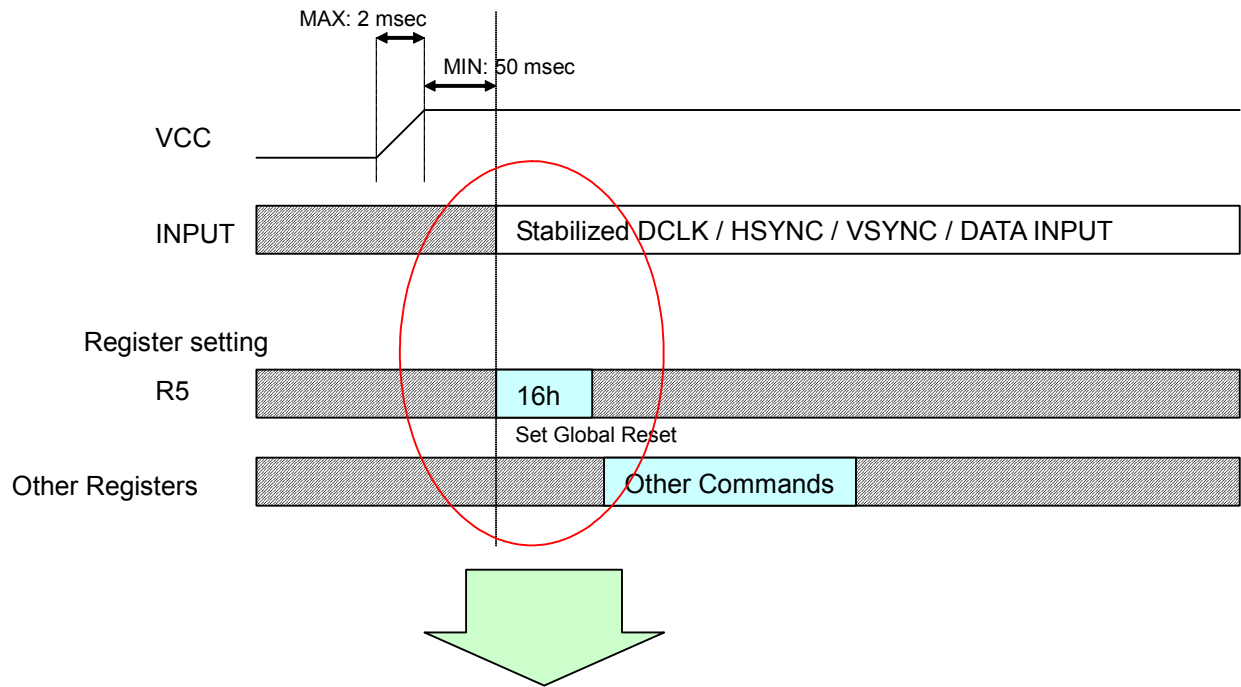 MAX: 2 msec
MIN: 50 msec
VCC
INPUT
Stabilized DCLK / HSYNC / VSYNC / DATA INPUT
Register setting
R5
16h
Set Global Reset
Other Registers
Other Commands